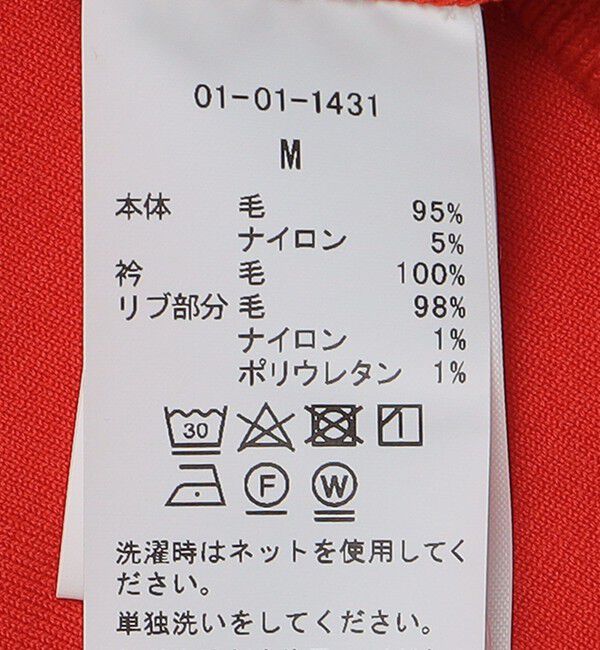 01-01-1431
M
本体 毛 95%
ナイロン 5%
衿 毛 100%
リブ部分 毛 98%
ナイロン 1%
ポリウレタン 1%
30
F W
洗濯時はネットを使用してく
ださい。
単独洗いをしてください。